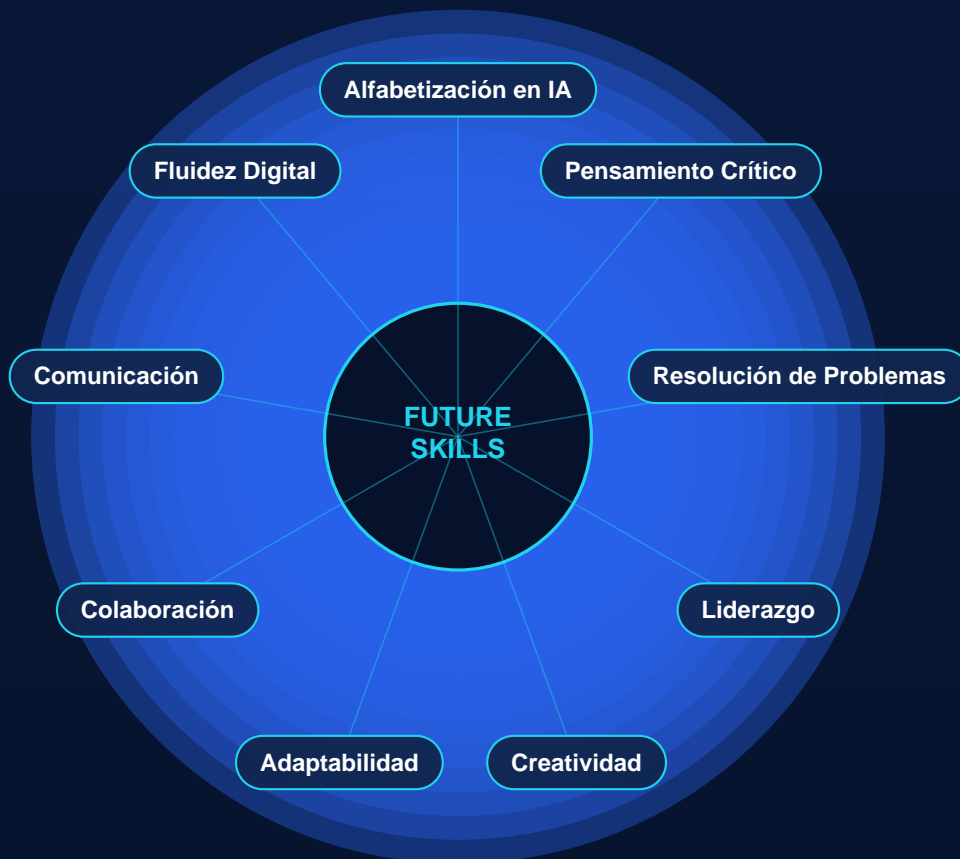 Alfabetización en IA
Fluidez Digital
Pensamiento Crítico
Comunicación
Resolución de Problemas
FUTURE
SKILLS
Colaboración
Liderazgo
Adaptabilidad
Creatividad